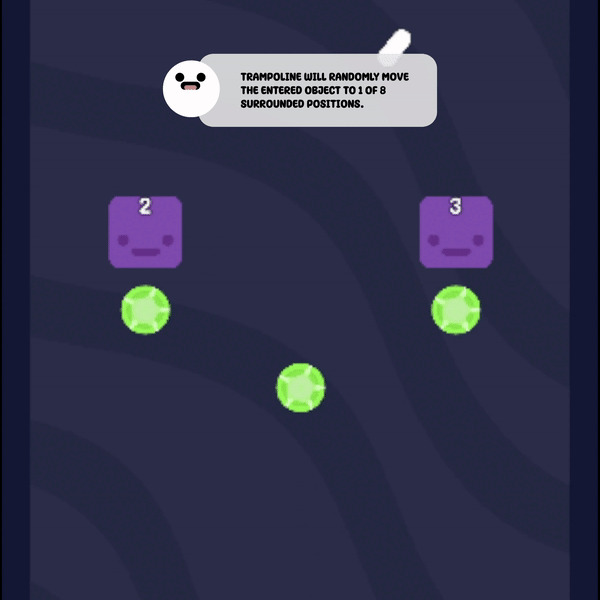 TRAMPOLINE WILL RANDOMLY MOVE
THE ENTERED OBJECT TO 1 OF 8
SURROUNDED POSITIONS.
2
3